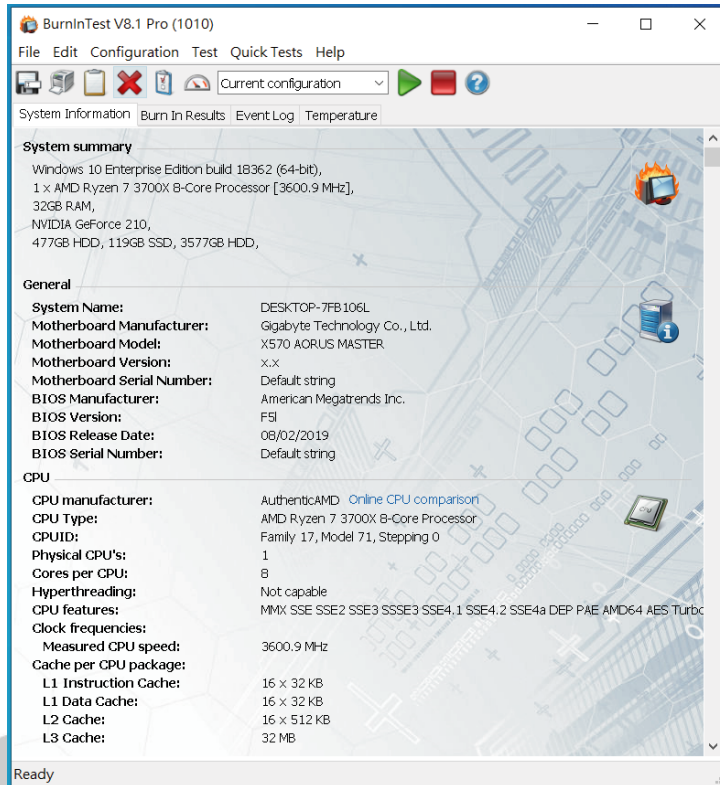 BurnInTest V8.1 Pro (1010)
File Edit Configuration Test Quick Tests Help
Current configuration
System Information Burn In Results Event Log Temperature
System summary
Windows 10 Enterprise Edition build 18362 (64-bit),
1 x AMD Ryzen 7 3700X 8-Core Processor [3600.9 MHz],
32GB RAM,
NVIDIA GeForce 210,
477GB HDD, 119GB SSD, 3577GB HDD,
General
System Name: DESKTOP-7FB106L
Motherboard Manufacturer: Gigabyte Technology Co., Ltd.
Motherboard Model: X570 AORUS MASTER
Motherboard Version: x.x
Motherboard Serial Number: Default string
BIOS Manufacturer: American Megatrends Inc.
BIOS Version: F5l
BIOS Release Date: 08/02/2019
BIOS Serial Number: Default string
CPU
CPU manufacturer: AuthenticAMD Online CPU comparison
CPU Type: AMD Ryzen 7 3700X 8-Core Processor
CPUID: Family 17, Model 71, Stepping 0
Physical CPU's: 1
Cores per CPU: 8
Hyperthreading: Not capable
CPU features: MMX SSE SSE2 SSE3 SSSE3 SSE4.1 SSE4.2 SSE4a DEP PAE AMD64 AES Turbo
Clock frequencies:
Measured CPU speed: 3600.9 MHz
Cache per CPU package:
L1 Instruction Cache: 16 x 32 KB
L1 Data Cache: 16 x 32 KB
L2 Cache: 16 x 512 KB
L3 Cache: 32 MB
Ready